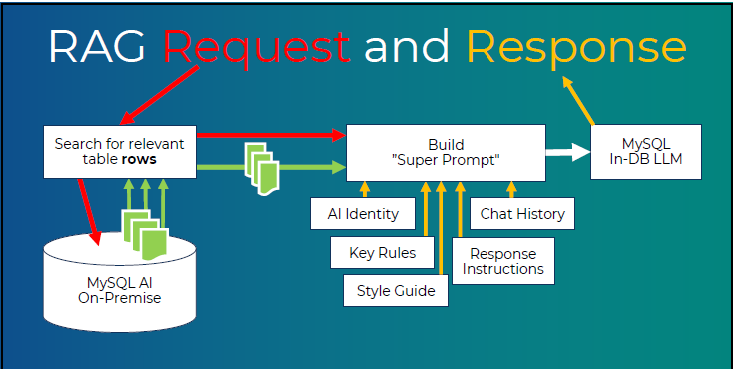 RAG Request and Response
Search for relevant
table rows
Build
"Super Prompt"
MySQL
In-DB LLM
AI Identity
Chat History
Key Rules
Response
Instructions
Style Guide
MySQL AI
On-Premise